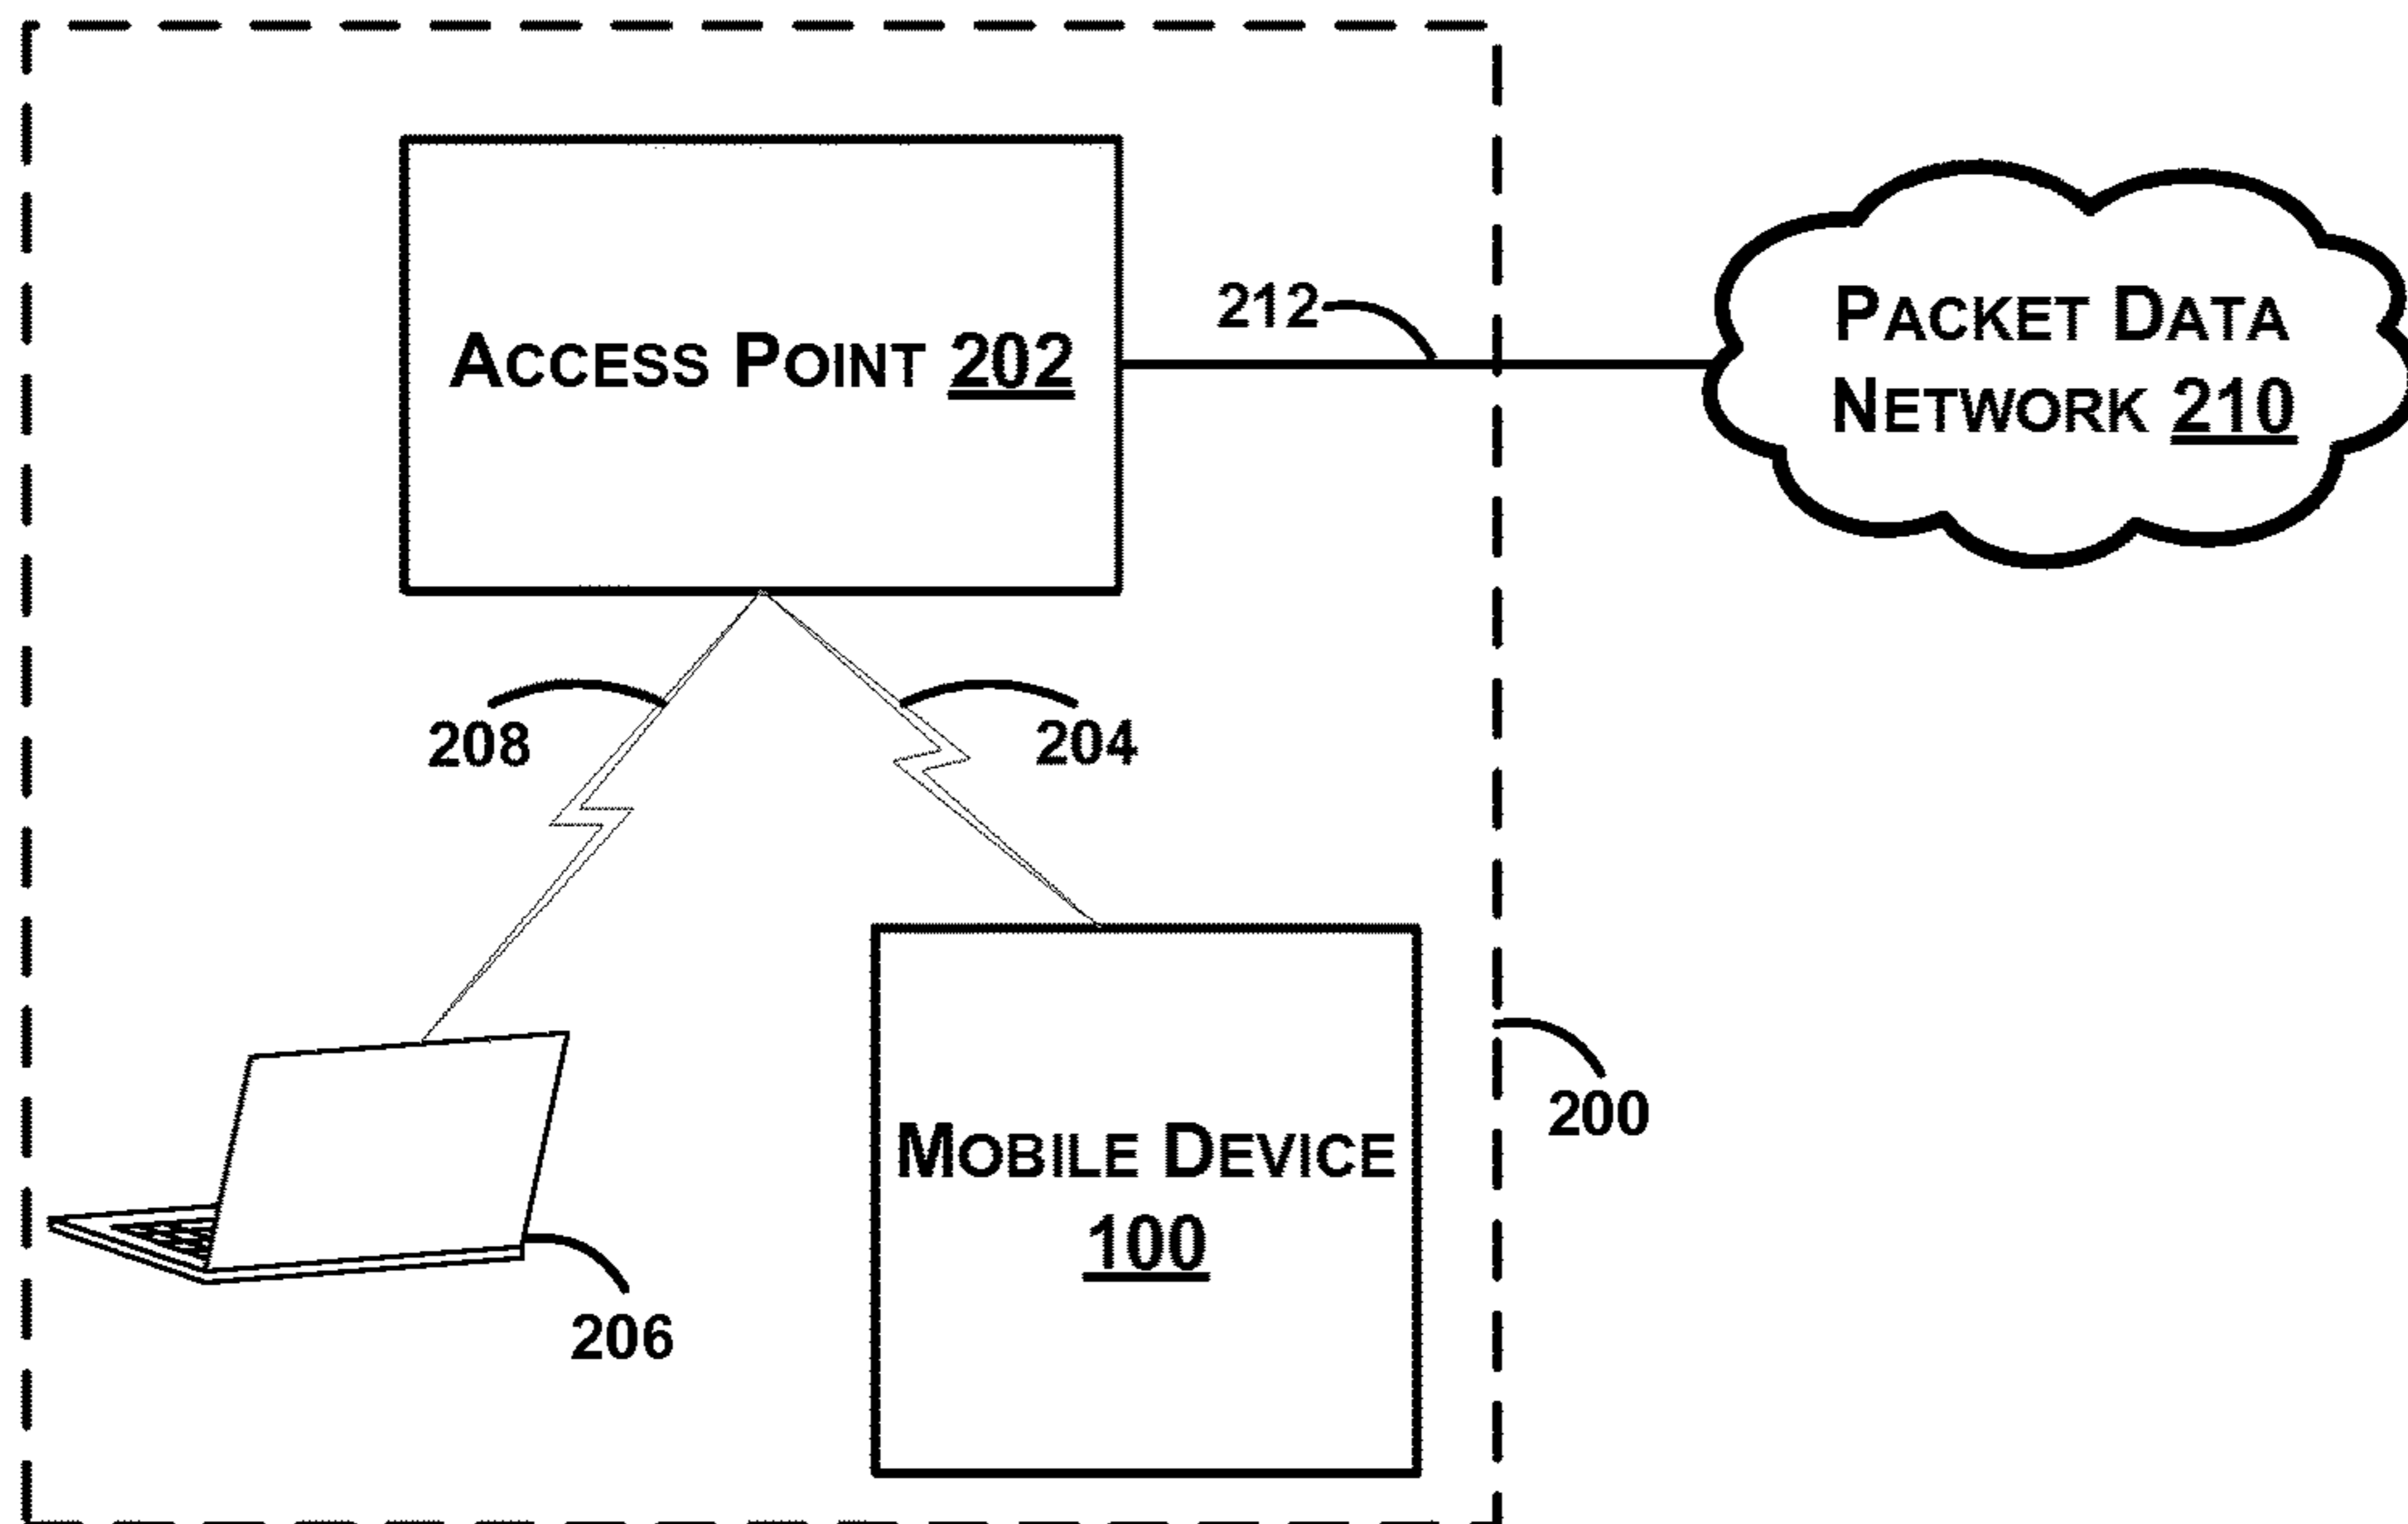 ACCESS POINT 202
212
PACKET DATA
NETWORK 210
208
204
MOBILE DEVICE
100
200
206